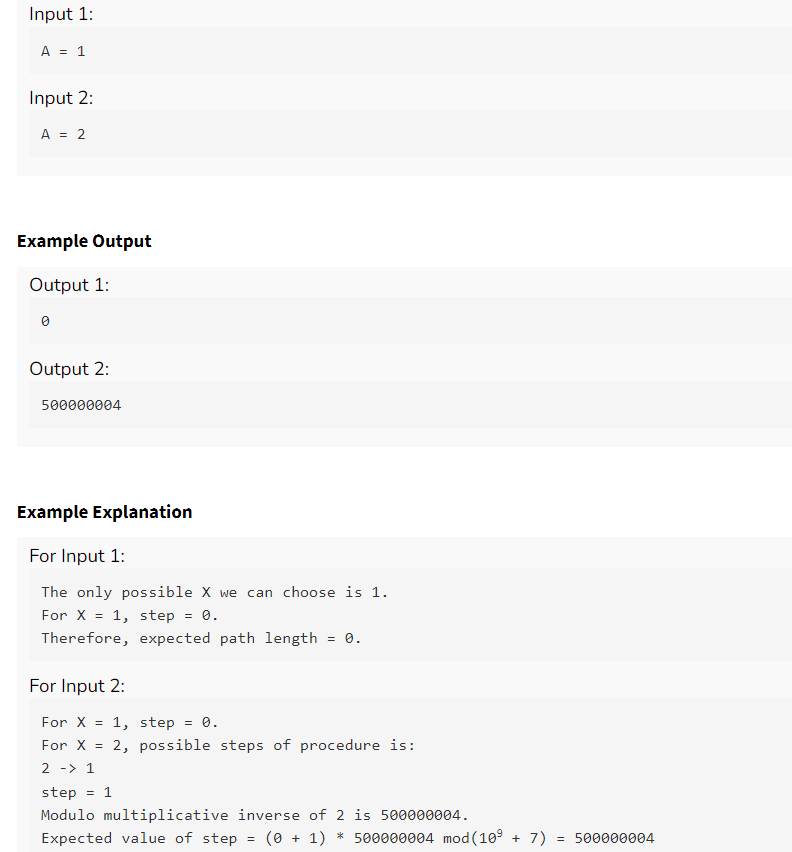 Input 1:
A = 1
Input 2:
A = 2
Example Output
Output 1:
0
Output 2:
500000004
Example Explanation
For Input 1:
The only possible X we can choose is 1.
For X = 1, step = 0.
Therefore, expected path length = 0.
For Input 2:
For X = 1, step = 0.
For X = 2, possible steps of procedure is:
2 -> 1
step = 1
Modulo multiplicative inverse of 2 is 500000004.
Expected value of step = (0 + 1) * 500000004 mod(10⁹ + 7) = 500000004